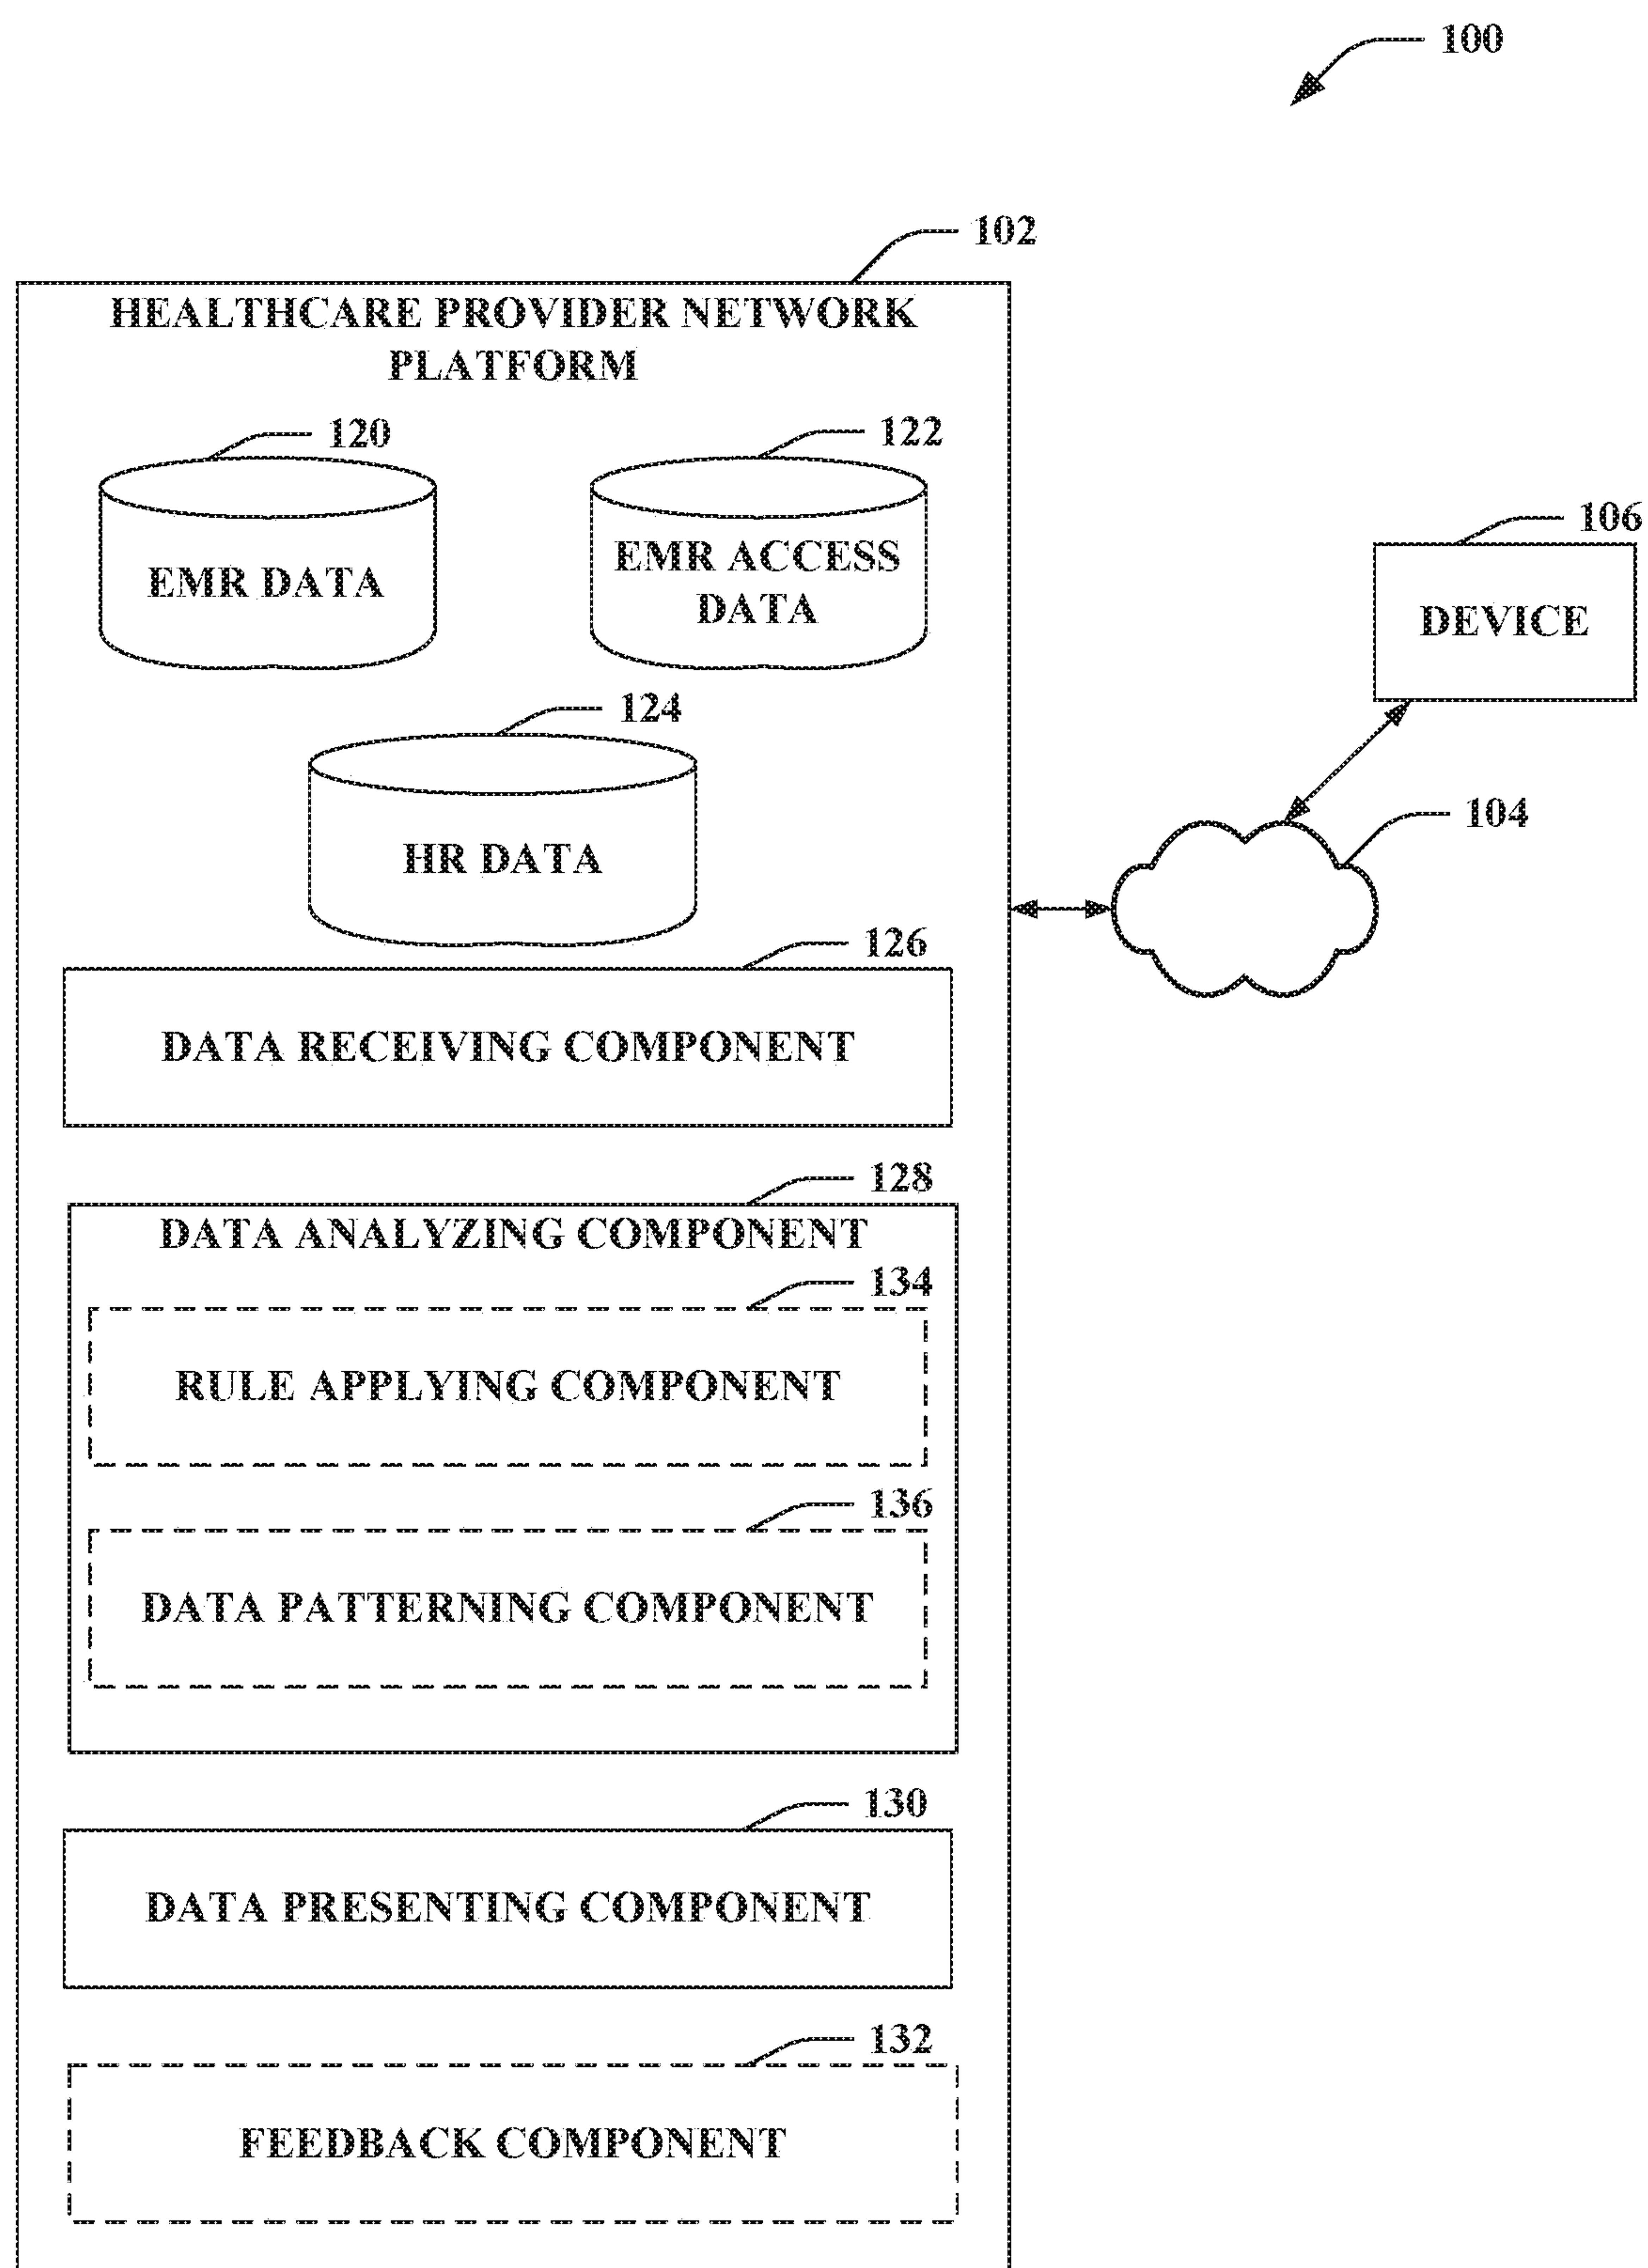 100
102
HEALTHCARE PROVIDER NETWORK
PLATFORM
120
122
EMR DATA
EMR ACCESS
DATA
106
DEVICE
124
HR DATA
104
126
DATA RECEIVING COMPONENT
128
DATA ANALYZING COMPONENT
134
RULE APPLYING COMPONENT
136
DATA PATTERNING COMPONENT
130
DATA PRESENTING COMPONENT
132
FEEDBACK COMPONENT